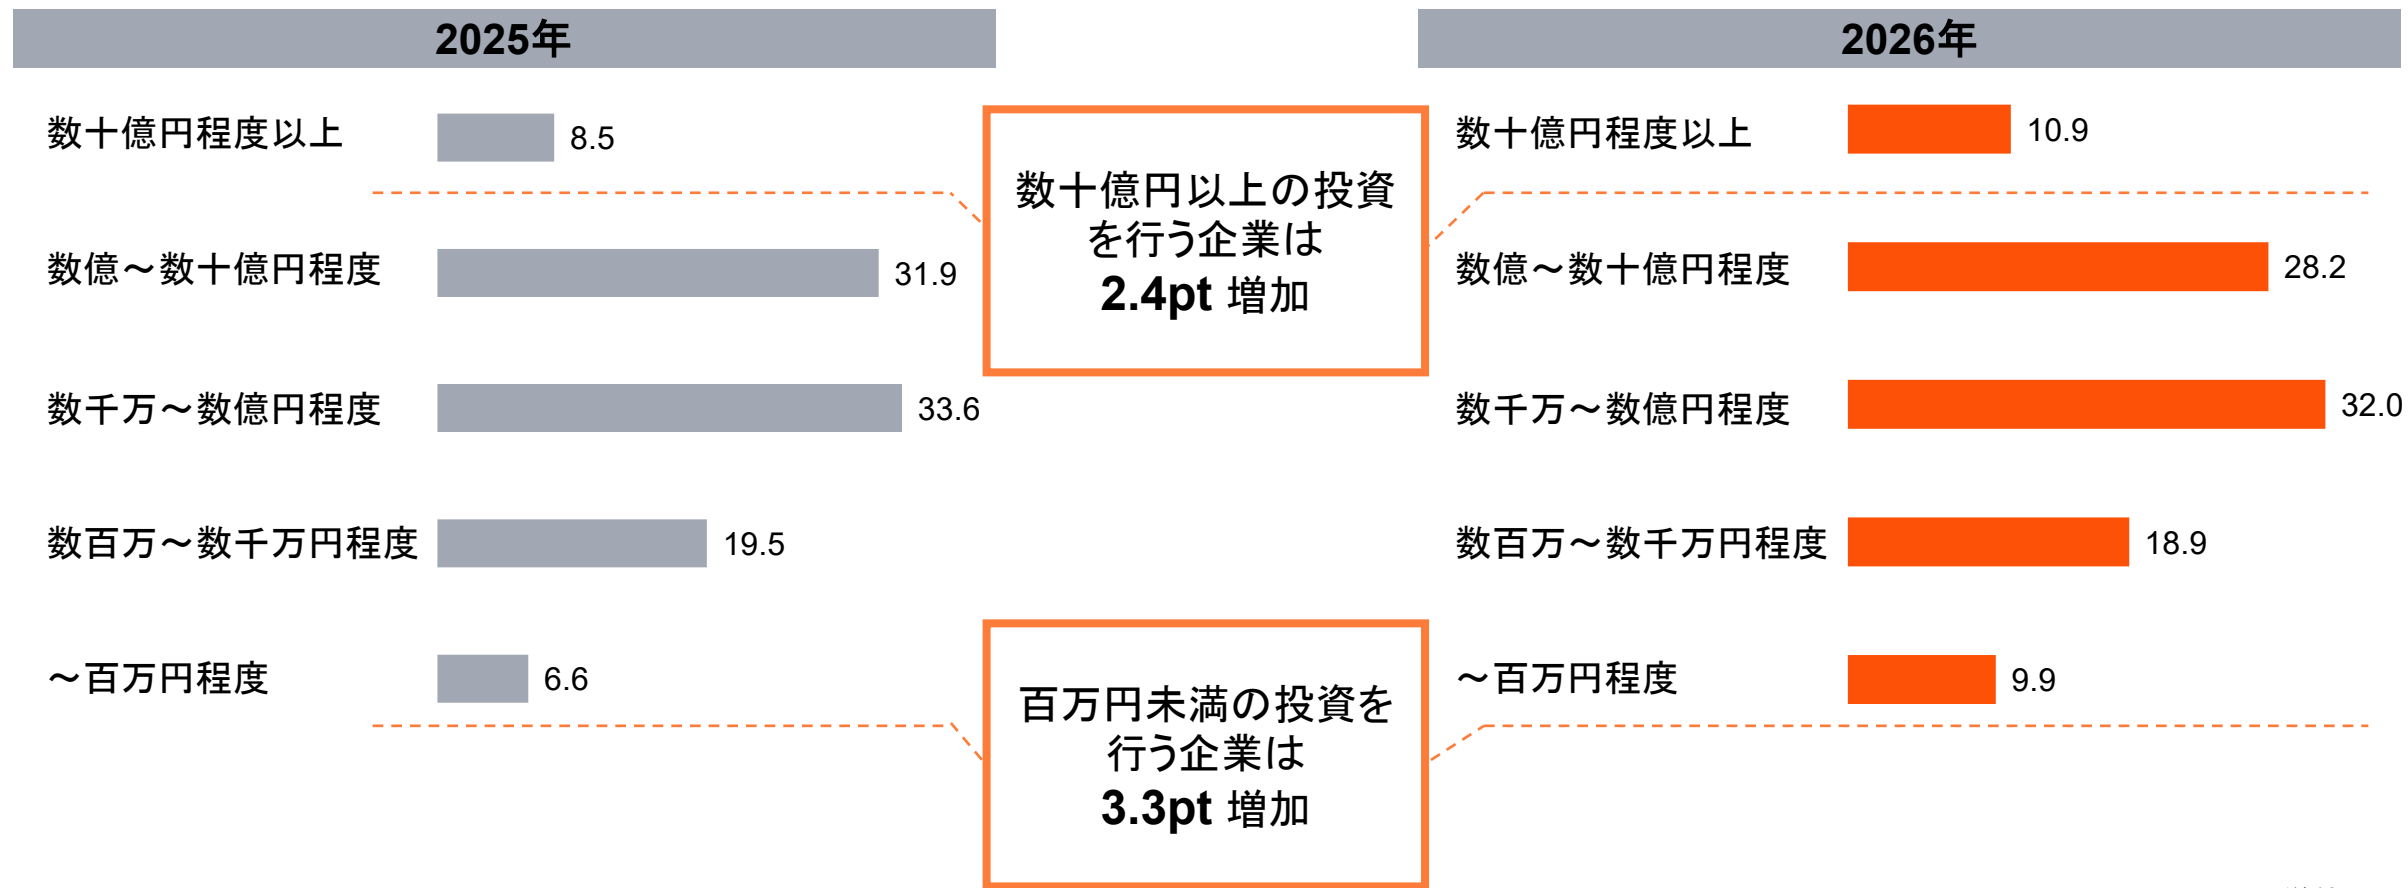 2025年
数十億円程度以上
8.5
数億～数十億円程度
31.9
数千万～数億円程度
33.6
数百万～数千万円程度
19.5
～百万円程度
6.6
数十億円以上の投資
を行う企業は
2.4pt 増加
百万円未満の投資を
行う企業は
3.3pt 増加
2026年
数十億円程度以上
10.9
数億～数十億円程度
28.2
数千万～数億円程度
32.0
数百万～数千万円程度
18.9
～百万円程度
9.9